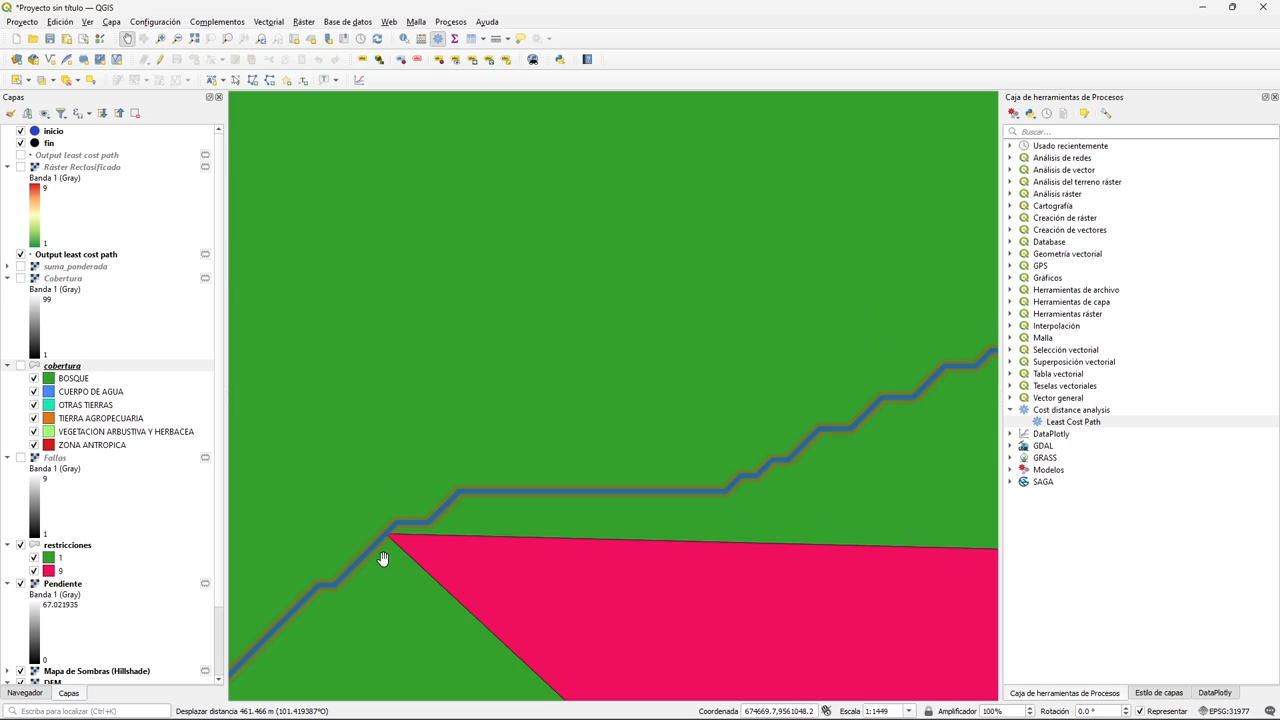 *Proyecto sin título — QGIS
Proyecto Edición Ver Capa Configuración Complementos Vectorial Ráster Base de datos Web Malla Procesos Ayuda
Capas
inicio
fin
Output least cost path
Ráster Reclasificado
Banda 1 (Gray)
9
1
Output least cost path
suma_ponderada
Cobertura
Banda 1 (Gray)
99
1
cobertura
BOSQUE
CUERPO DE AGUA
OTRAS TIERRAS
TIERRA AGROPECUARIA
VEGETACION ARBUSTIVA Y HERBACEA
ZONA ANTROPICA
Fallas
Banda 1 (Gray)
9
1
restricciones
1
9
Pendiente
Banda 1 (Gray)
67.021935
0
Mapa de Sombras (Hillshade)
DEM
Navegador Capas
Caja de herramientas de Procesos
Buscar...
Usado recientemente
Análisis de redes
Análisis de vector
Análisis del terreno ráster
Análisis ráster
Cartografía
Creación de ráster
Creación de vectores
Database
Geometría vectorial
GPS
Gráficos
Herramientas de archivo
Herramientas de capa
Herramientas ráster
Interpolación
Malla
Selección vectorial
Superposición vectorial
Tabla vectorial
Teselas vectoriales
Vector general
Cost distance analysis
Least Cost Path
DataPlotly
GDAL
GRASS
Modelos
SAGA
Caja de herramientas de Procesos Estilo de capas DataPlotly
Escriba para localizar (Ctrl+K) Desplazar distancia 461.466 m (101.419387°0) Coordenada 674669.7,9561048.2 Escala 1:1449 Amplificador 100% Rotación 0.0 ° Representar EPSG:31977